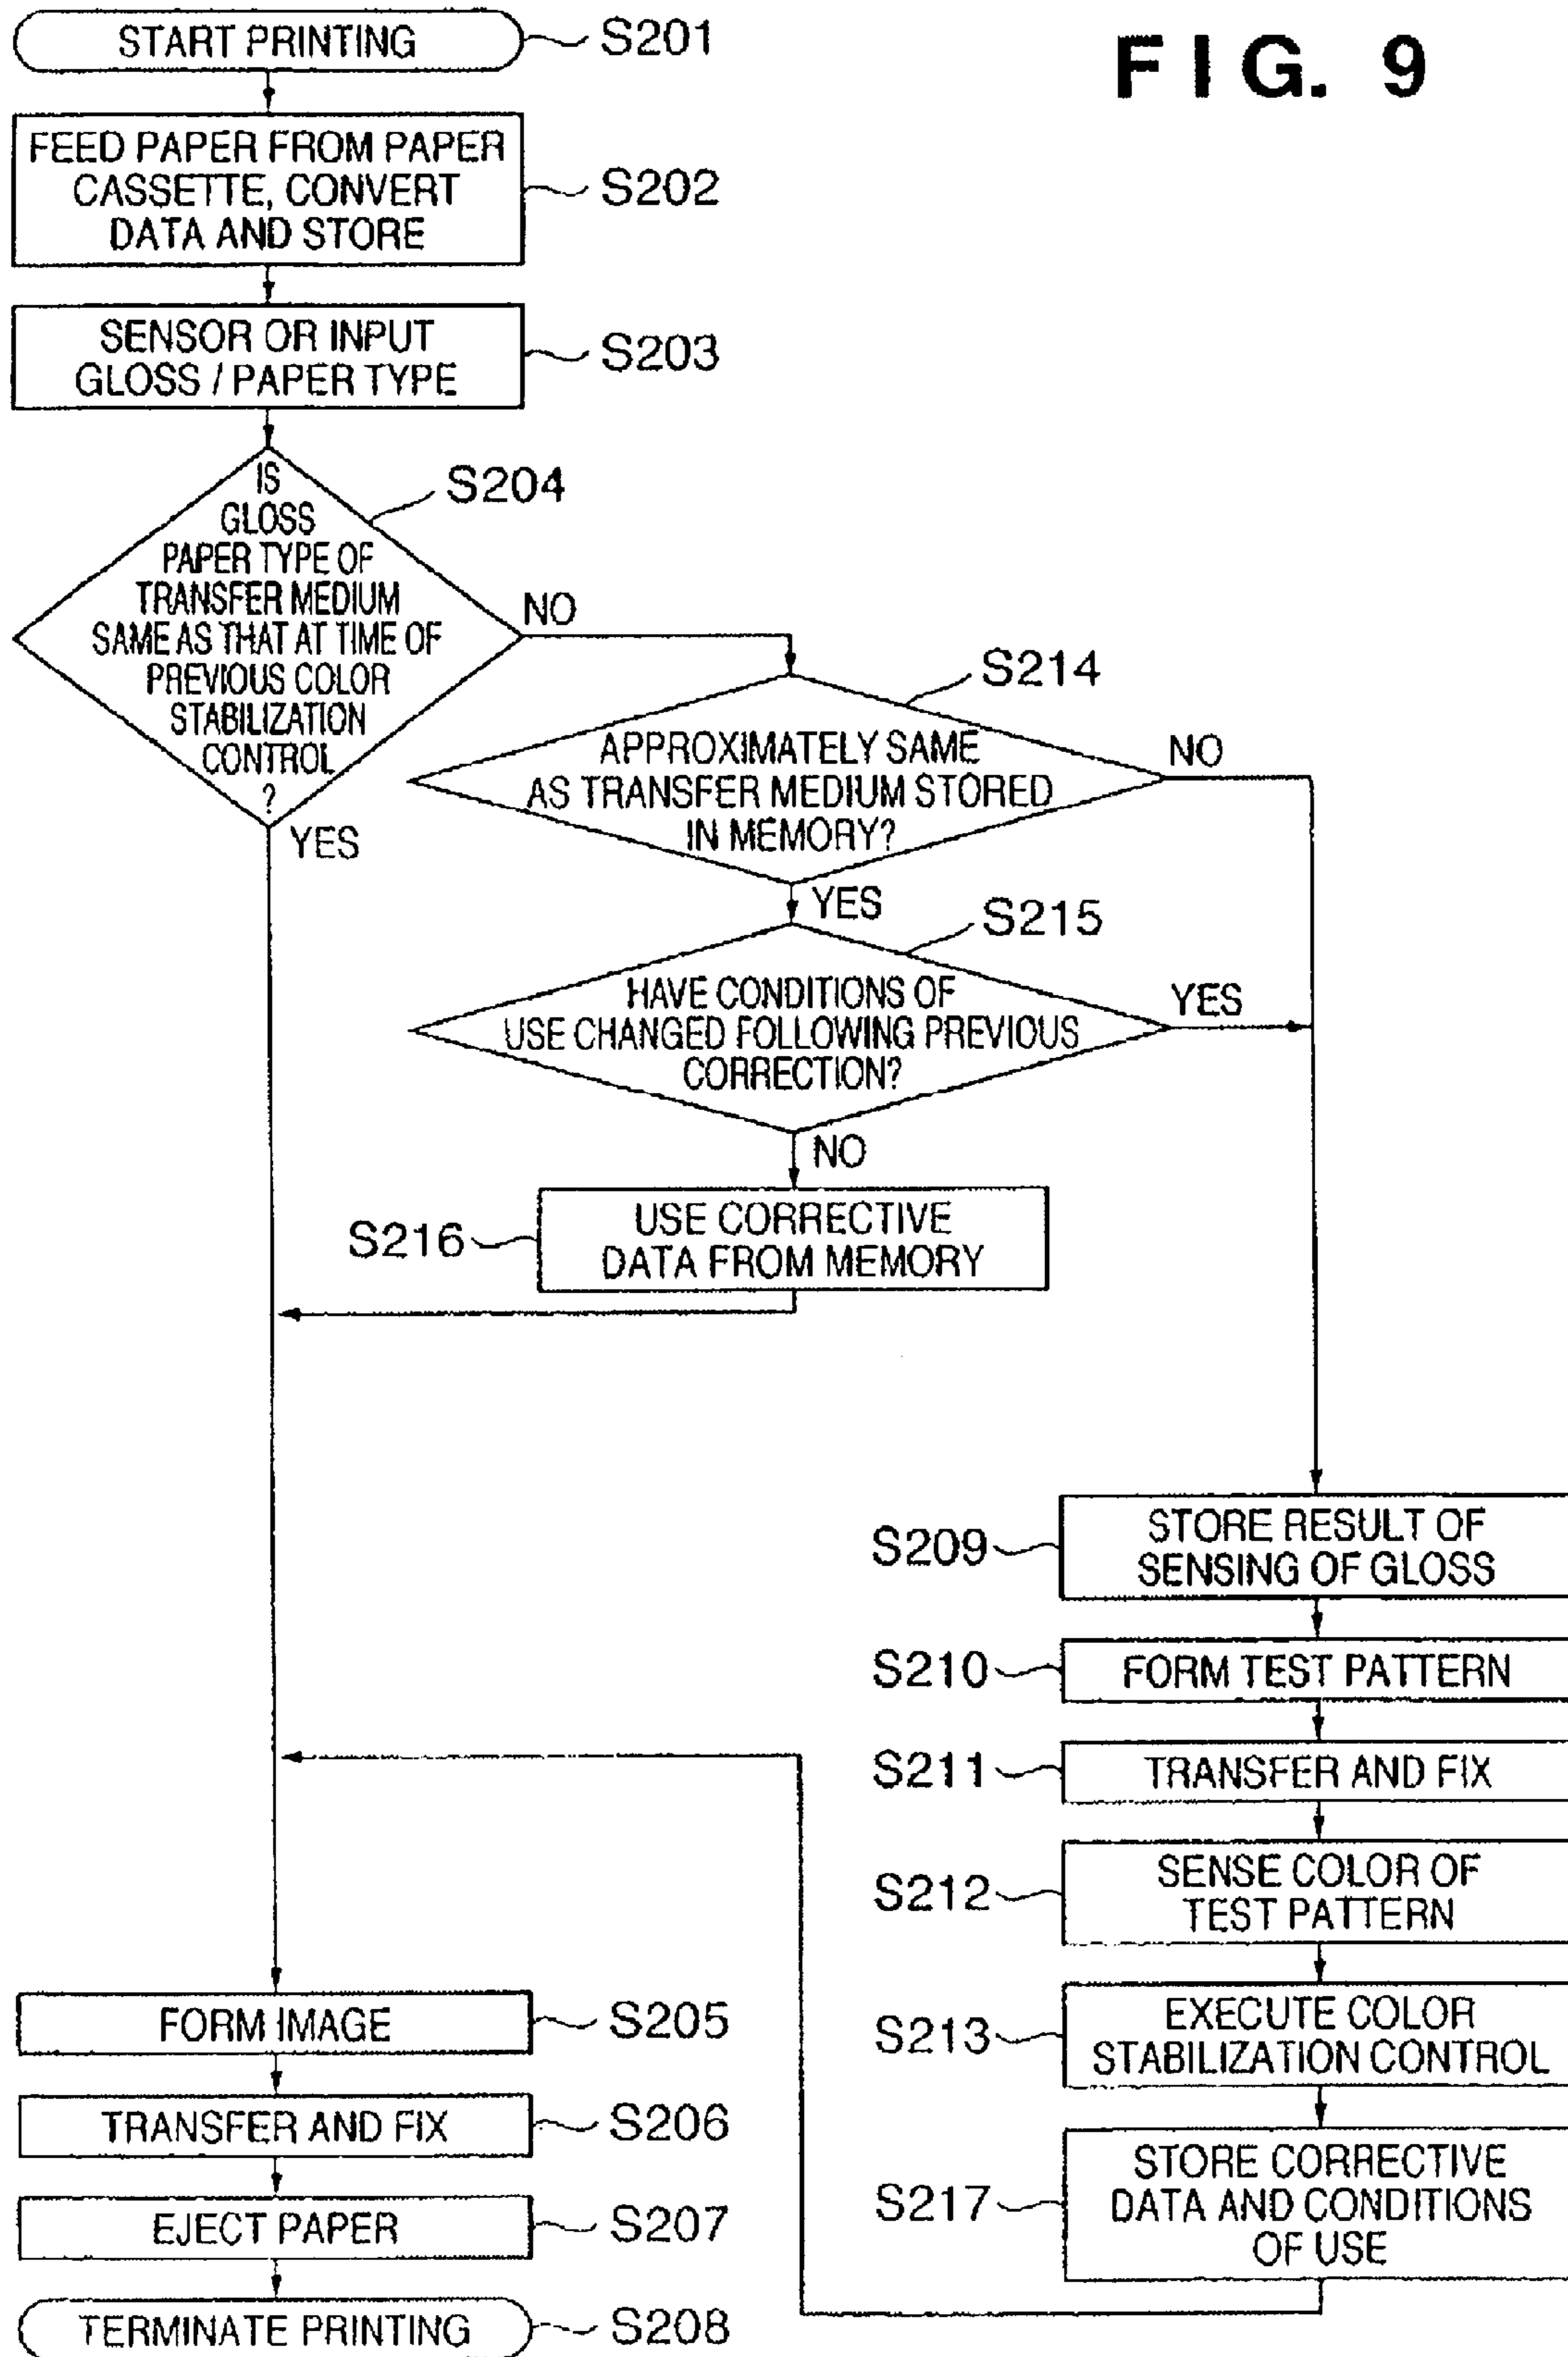 FIG. 9
START PRINTING
S201
FEED PAPER FROM PAPER
CASSETTE, CONVERT
DATA AND STORE
S202
SENSOR OR INPUT
GLOSS / PAPER TYPE
S203
IS
GLOSS
PAPER TYPE OF
TRANSFER MEDIUM
SAME AS THAT AT TIME OF
PREVIOUS COLOR
STABILIZATION
CONTROL
?
S204
NO
YES
S214
APPROXIMATELY SAME
AS TRANSFER MEDIUM STORED
IN MEMORY?
NO
YES
S215
HAVE CONDITIONS OF
USE CHANGED FOLLOWING PREVIOUS
CORRECTION?
YES
NO
S216
USE CORRECTIVE
DATA FROM MEMORY
S209
STORE RESULT OF
SENSING OF GLOSS
S210
FORM TEST PATTERN
S211
TRANSFER AND FIX
S212
SENSE COLOR OF
TEST PATTERN
S213
EXECUTE COLOR
STABILIZATION CONTROL
S217
STORE CORRECTIVE
DATA AND CONDITIONS
OF USE
FORM IMAGE
S205
TRANSFER AND FIX
S206
EJECT PAPER
S207
TERMINATE PRINTING
S208